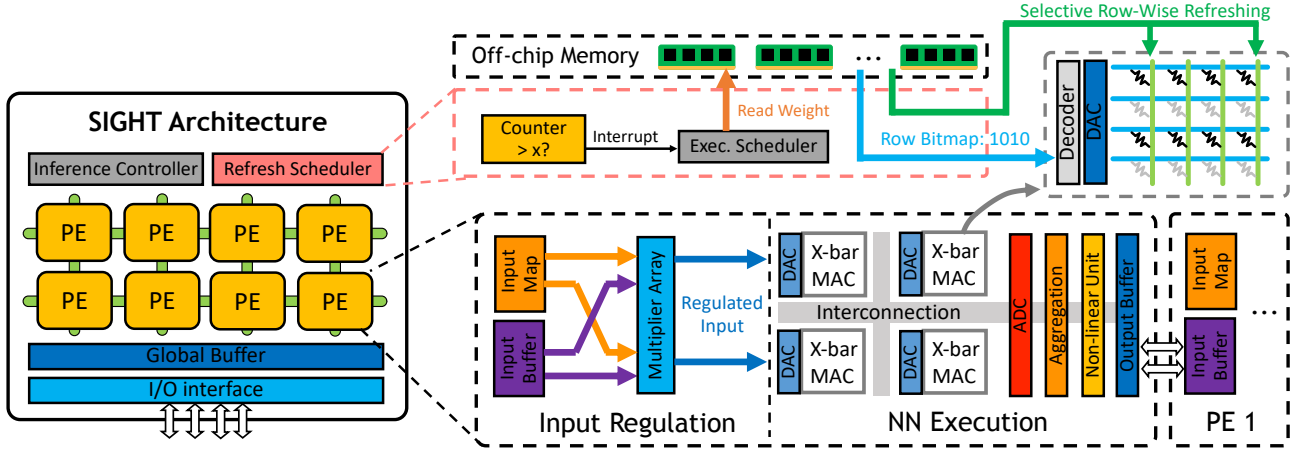 Selective Row-Wise Refreshing
Off-chip Memory
...
Read Weight
Counter
> x?
Interrupt
Exec. Scheduler
Row Bitmap: 1010
Decoder
DAC
SIGHT Architecture
Inference Controller
Refresh Scheduler
PE
PE
PE
PE
PE
PE
PE
PE
Global Buffer
I/O interface
Input
Map
Input
Buffer
Multiplier Array
Regulated
Input
Input Regulation
DAC
X-bar
MAC
DAC
X-bar
MAC
Interconnection
DAC
X-bar
MAC
DAC
X-bar
MAC
ADC
Aggregation
Non-linear Unit
Output Buffer
NN Execution
Input
Map
Input
Buffer
...
PE 1